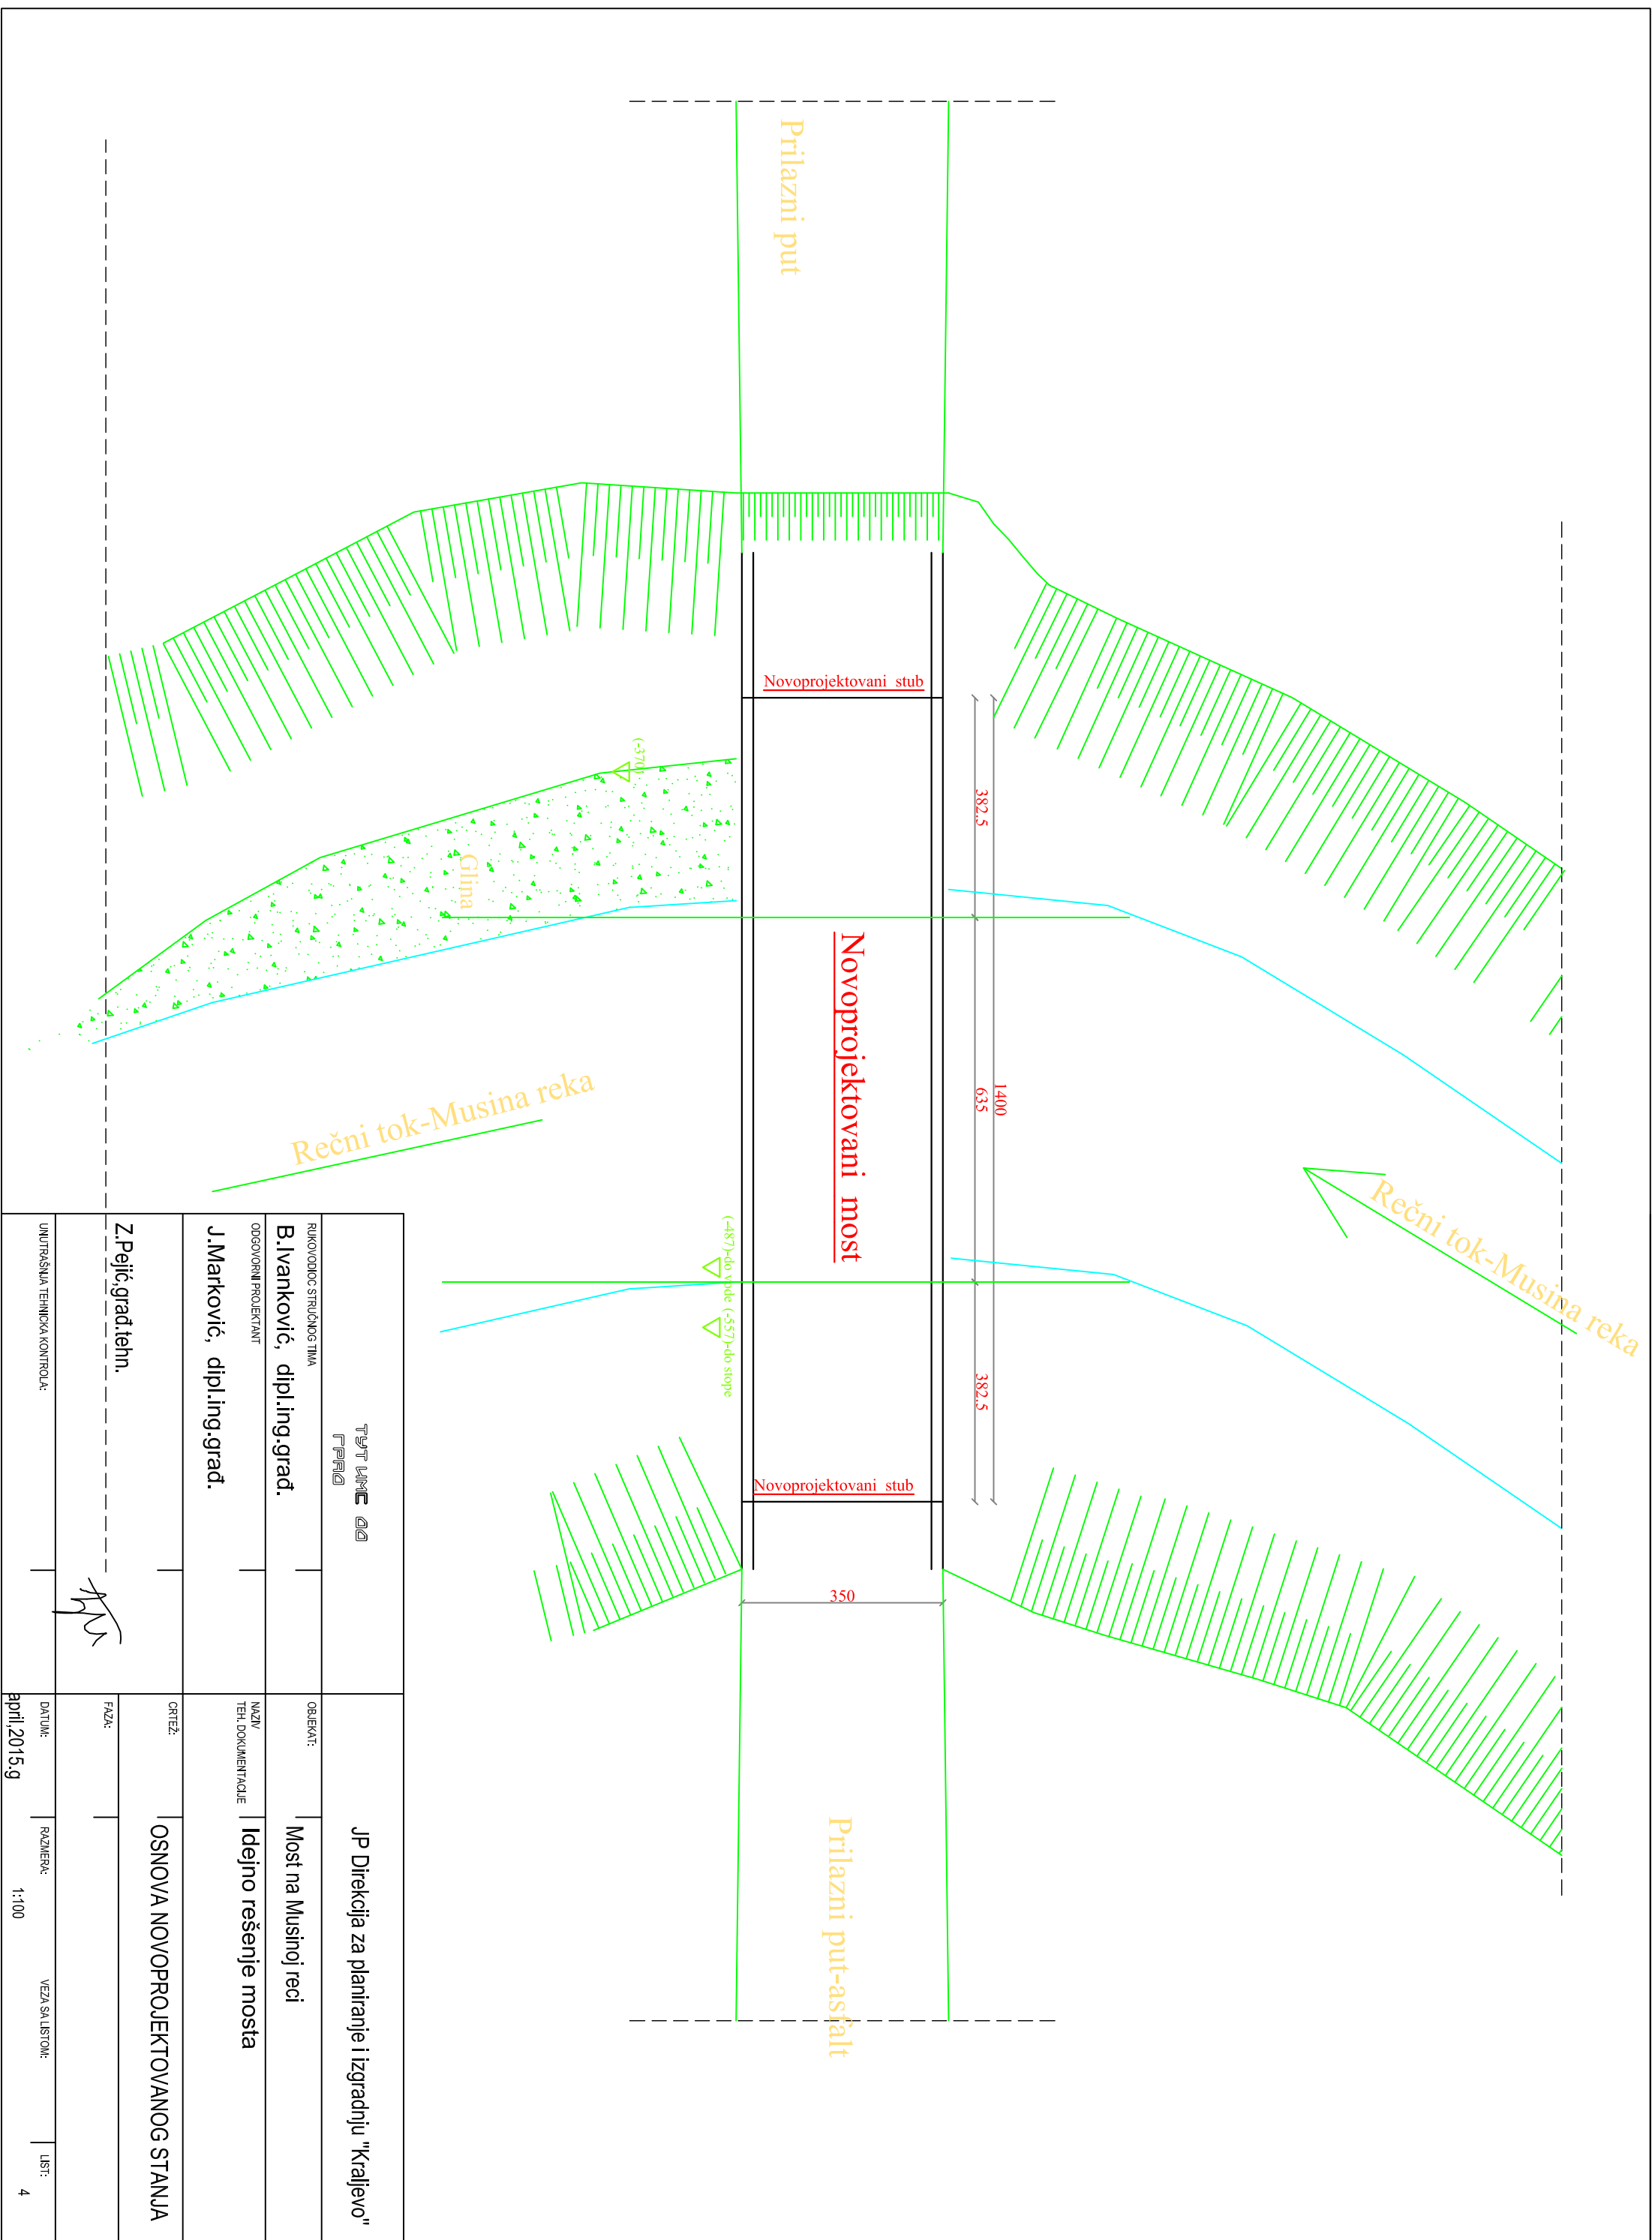 Prilazni put
Novoprojektovani stub
(-370)
382.5
Glina
Novoprojektovani most
1400
635
Rečni tok-Musina reka
Rečni tok-Musina reka
(-487)-do vode (-557)-do stope
382.5
Novoprojektovani stub
350
Prilazni put-asfalt
JP Direkcija za planiranje i izgradnju "Kraljevo"
RUKOVODIOC STRUČNOG TIMA
B.Ivanković, dipl.ing.građ.
OBJEKAT:
Most na Musinoj reci
ODGOVORNI PROJEKTANT
J.Marković, dipl.ing.građ.
NAZIV
TEH. DOKUMENTACIJE
Idejno rešenje mosta
CRTEŽ:
OSNOVA NOVOPROJEKTOVANOG STANJA
Z.Pejić,građ.tehn.
FAZA:
UNUTRAŠNJA TEHNIČKA KONTROLA:
DATUM:
april,2015.g
RAZMERA:
1:100
VEZA SA LISTOM:
LIST:
4